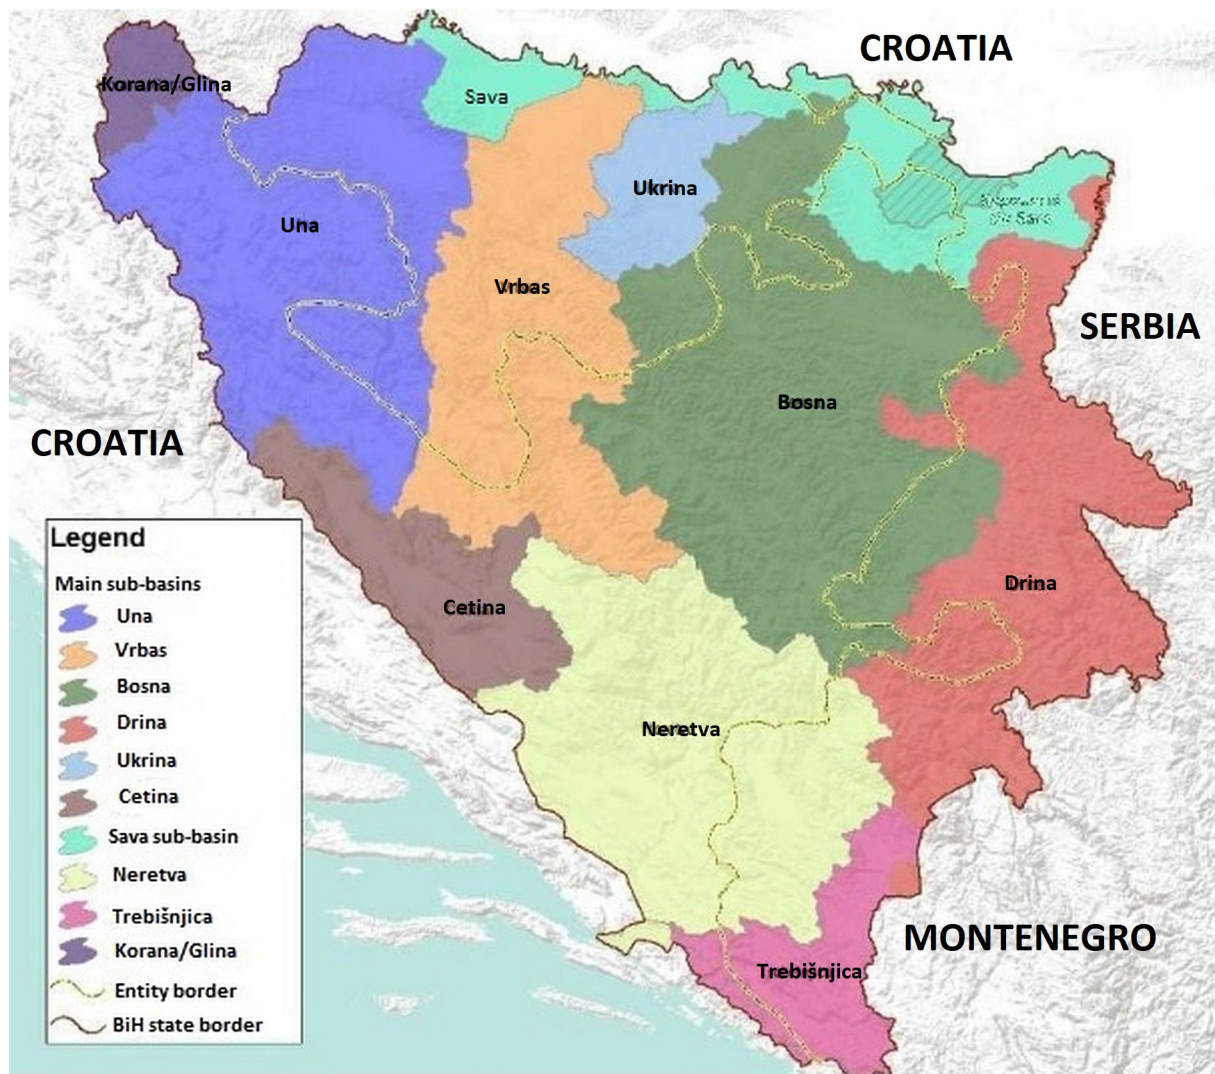 CROATIA
Korana/Glina
Sava
Ukrina
Una
Vrbas
SERBIA
Bosna
CROATIA
Legend
Main sub-basins
Una
Vrbas
Bosna
Drina
Ukrina
Cetina
Sava sub-basin
Neretva
Trebišnjica
Korana/Glina
Entity border
BiH state border
Drina
Cetina
Neretva
MONTENEGRO
Trebišnjica